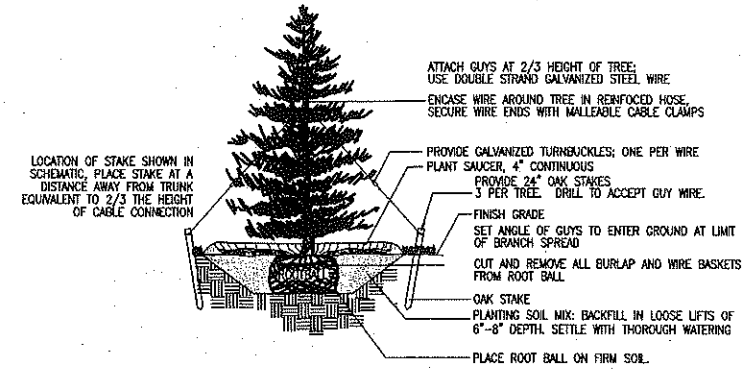 ATTACH GUYS AT 2/3 HEIGHT OF TREE;
USE DOUBLE STRAND GALVANIZED STEEL WIRE
ENCASE WIRE AROUND TREE IN REINFOCED HOSE,
SECURE WIRE ENDS WITH MALLEABLE CABLE CLAMPS
LOCATION OF STAKE SHOWN IN
SCHEMATIC, PLACE STAKE AT A
DISTANCE AWAY FROM TRUNK
EQUIVALENT TO 2/3 THE HEIGHT
OF CABLE CONNECTION
PROVIDE GALVANIZED TURNBUCKLES; ONE PER WIRE
PLANT SAUCER, 4" CONTINUOUS
PROVIDE 24" OAK STAKES
3 PER TREE. DRILL TO ACCEPT GUY WIRE.
FINISH GRADE
SET ANGLE OF GUYS TO ENTER GROUND AT LIMIT
OF BRANCH SPREAD
CUT AND REMOVE ALL BURLAP AND WIRE BASKETS
FROM ROOT BALL
ROOTBALL
OAK STAKE
PLANTING SOIL MIX: BACKFILL IN LOOSE LIFTS OF
6"-8" DEPTH. SETTLE WITH THOROUGH WATERING
PLACE ROOT BALL ON FIRM SOIL.